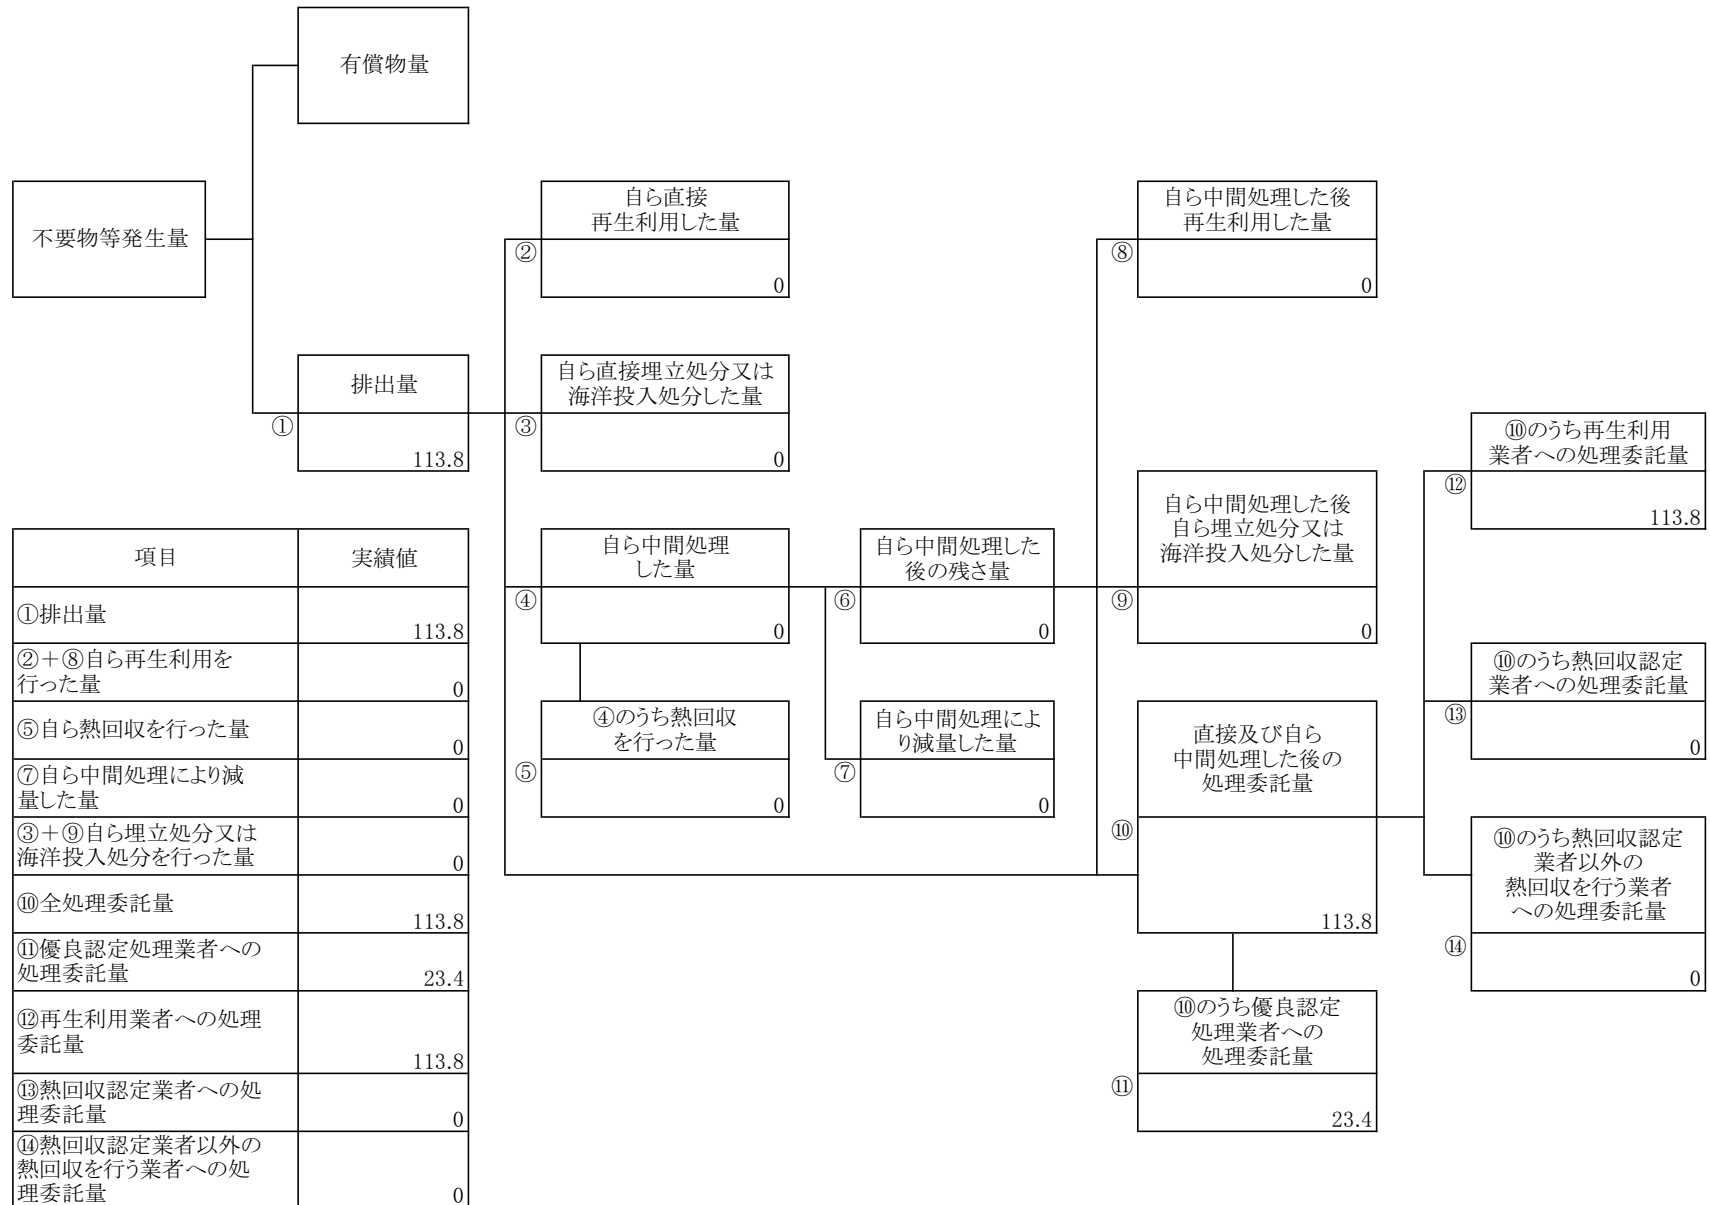 有償物量
不要物等発生量
自ら直接
再生利用した量
②
0
自ら中間処理した後
再生利用した量
⑧
0
排出量
①
113.8
自ら直接埋立処分又は
海洋投入処分した量
③
0
⑩のうち再生利用
業者への処理委託量
⑫
113.8
自ら中間処理
した量
④
0
自ら中間処理した
後の残さ量
⑥
0
自ら中間処理した後
自ら埋立処分又は
海洋投入処分した量
⑨
0
⑩のうち熱回収認定
業者への処理委託量
⑬
0
④のうち熱回収
を行った量
⑤
0
自ら中間処理によ
り減量した量
⑦
0
直接及び自ら
中間処理した後の
処理委託量
⑩
113.8
⑩のうち熱回収認定
業者以外の
熱回収を行う業者
への処理委託量
⑭
0
⑩のうち優良認定
処理業者への
処理委託量
⑪
23.4
項目 実績値
①排出量
113.8
②＋⑧自ら再生利用を
行った量 0
⑤自ら熱回収を行った量
0
⑦自ら中間処理により減
量した量 0
③＋⑨自ら埋立処分又は
海洋投入処分を行った量 0
⑩全処理委託量
113.8
⑪優良認定処理業者への
処理委託量 23.4
⑫再生利用業者への処理
委託量
113.8
⑬熱回収認定業者への処
理委託量 0
⑭熱回収認定業者以外の
熱回収を行う業者への処
理委託量 0